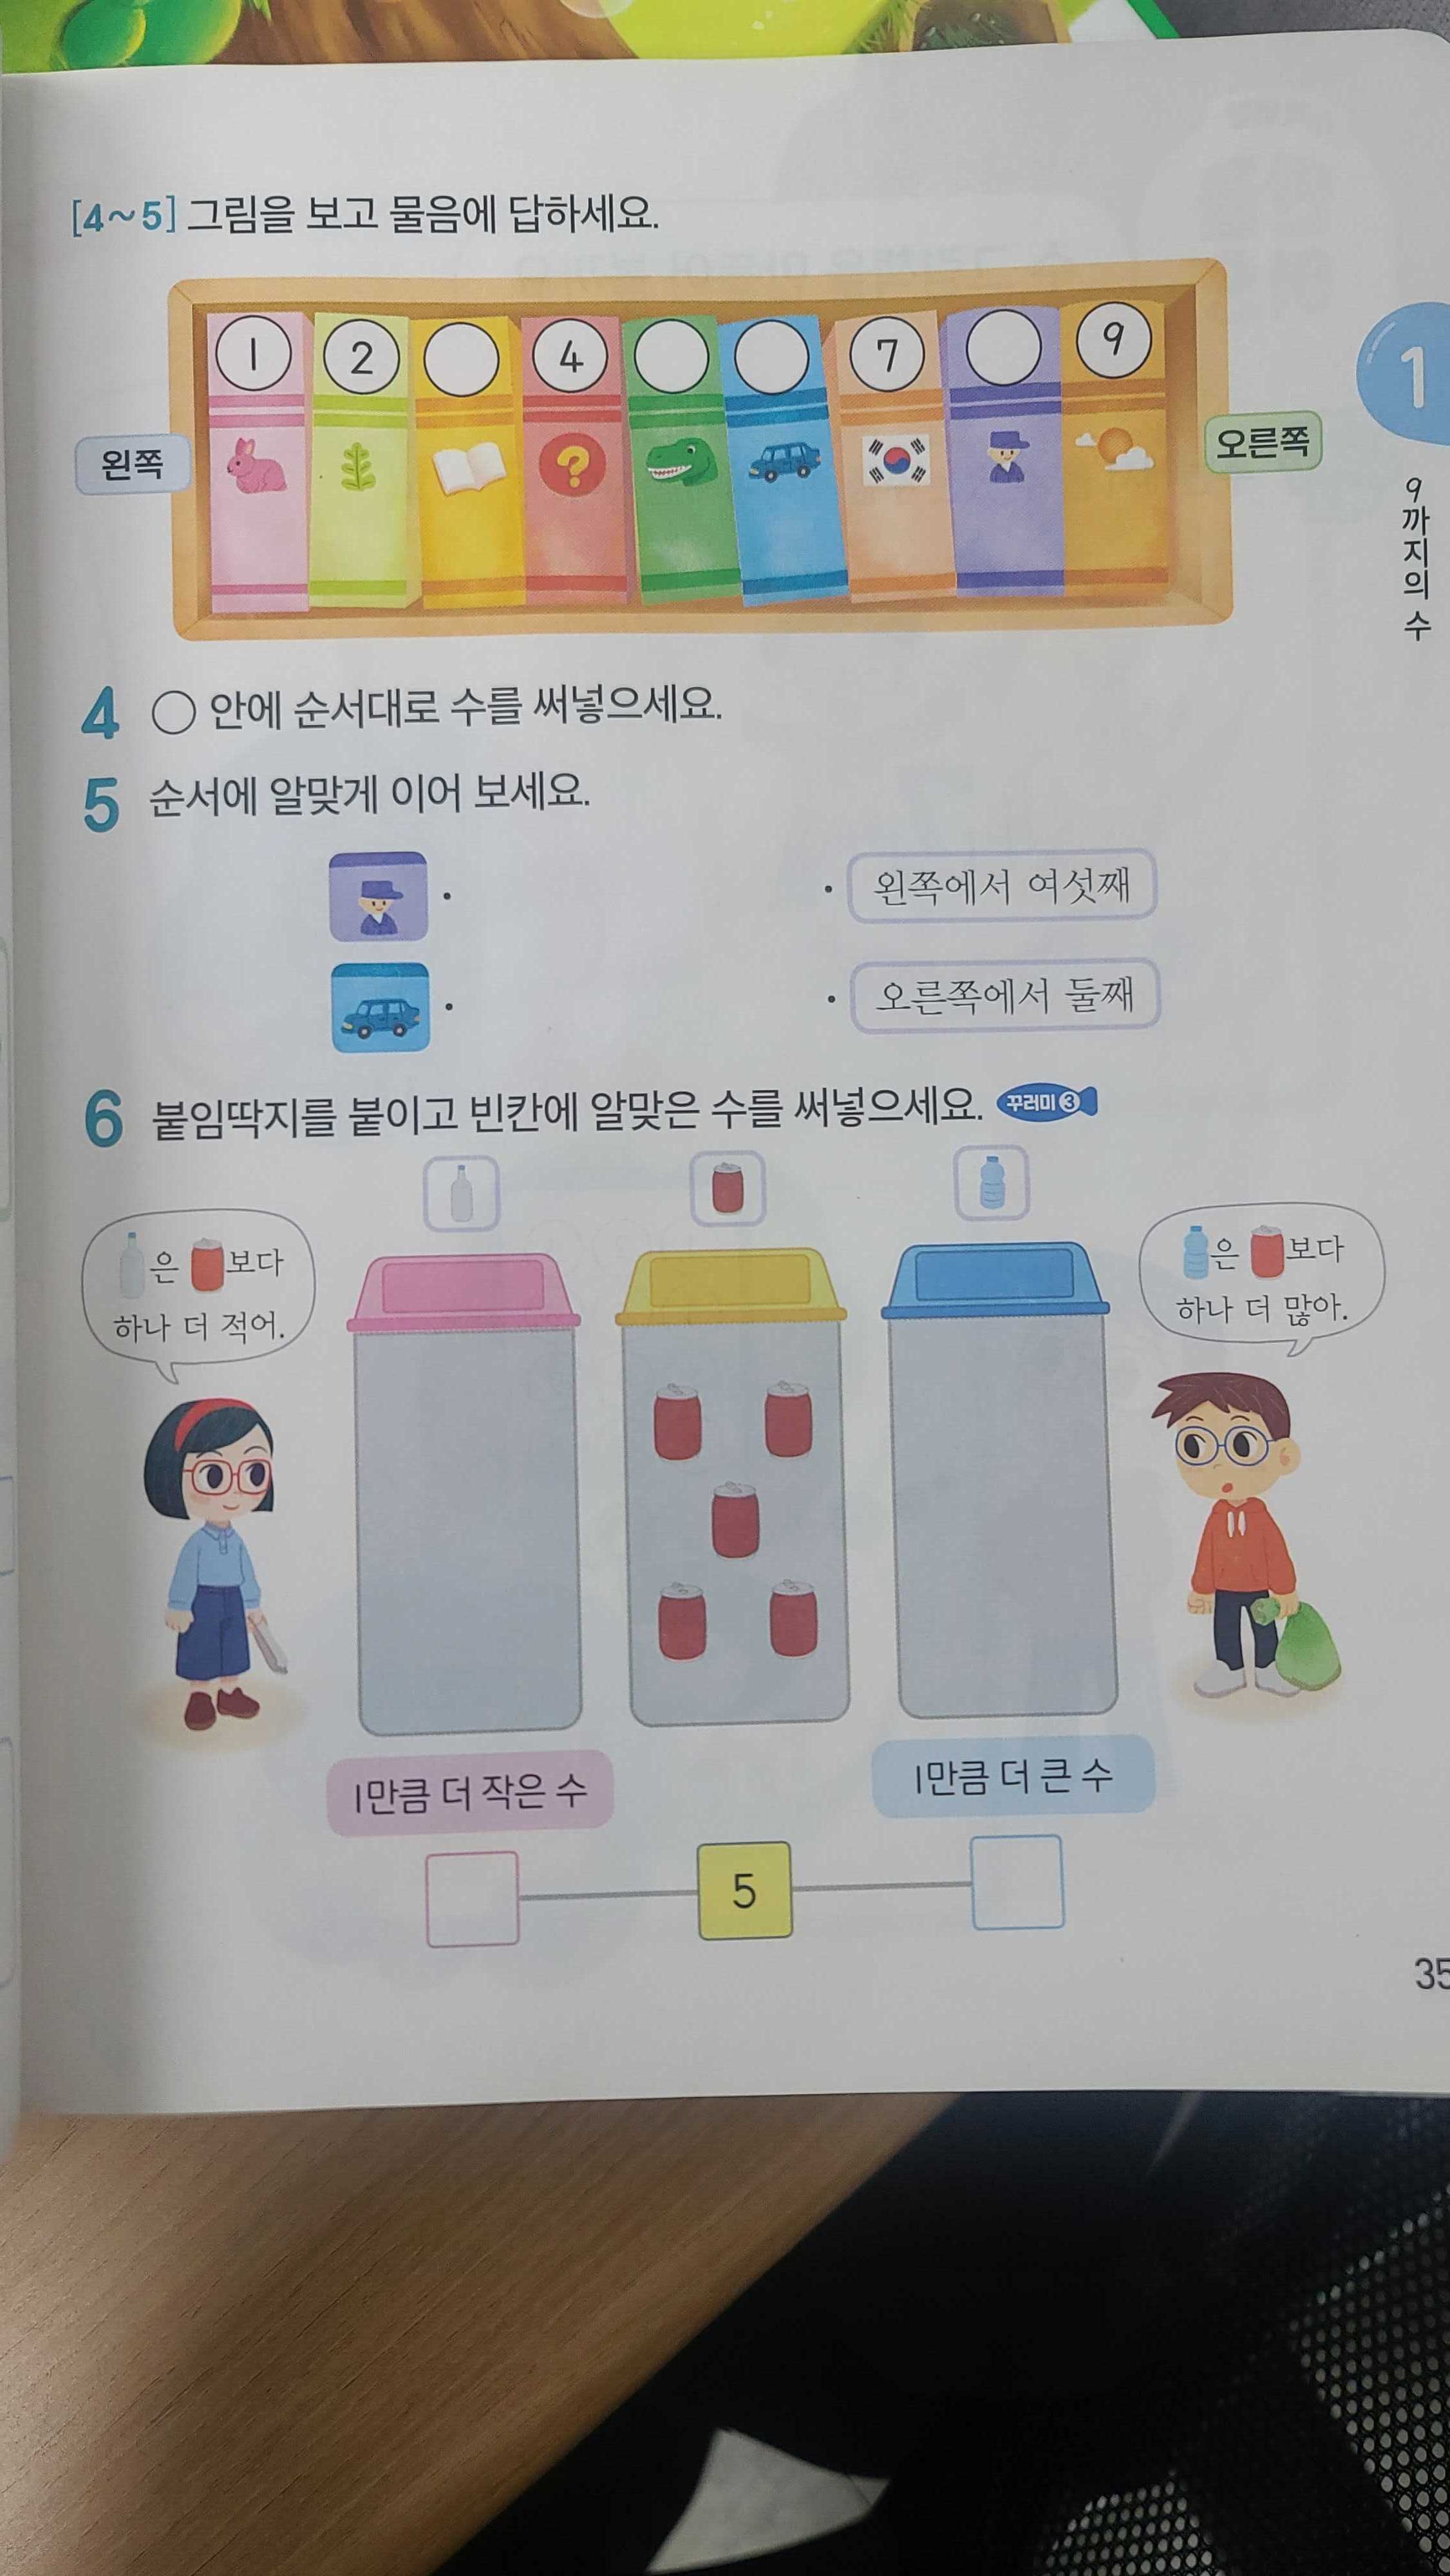 [4~5] 그림을 보고 물음에 답하세요.
1 2 4 7 9
왼쪽
오른쪽
1
9까지의 수
4 ○ 안에 순서대로 수를 써넣으세요.
5 순서에 알맞게 이어 보세요.
왼쪽에서 여섯째
오른쪽에서 둘째
6 붙임딱지를 붙이고 빈칸에 알맞은 수를 써넣으세요. 꾸러미 3
은 보다
하나 더 적어.
은 보다
하나 더 많아.
1만큼 더 작은 수
1만큼 더 큰 수
5
35